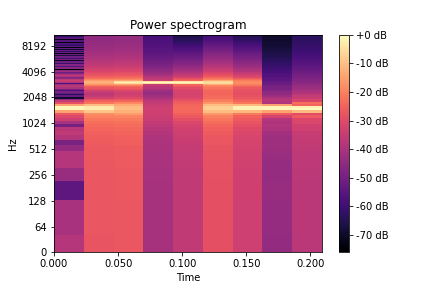 Power spectrogram
Hz
8192
4096
2048
1024
512
256
128
64
0
0.000
0.050
0.100
0.150
0.200
Time
+0 dB
-10 dB
-20 dB
-30 dB
-40 dB
-50 dB
-60 dB
-70 dB